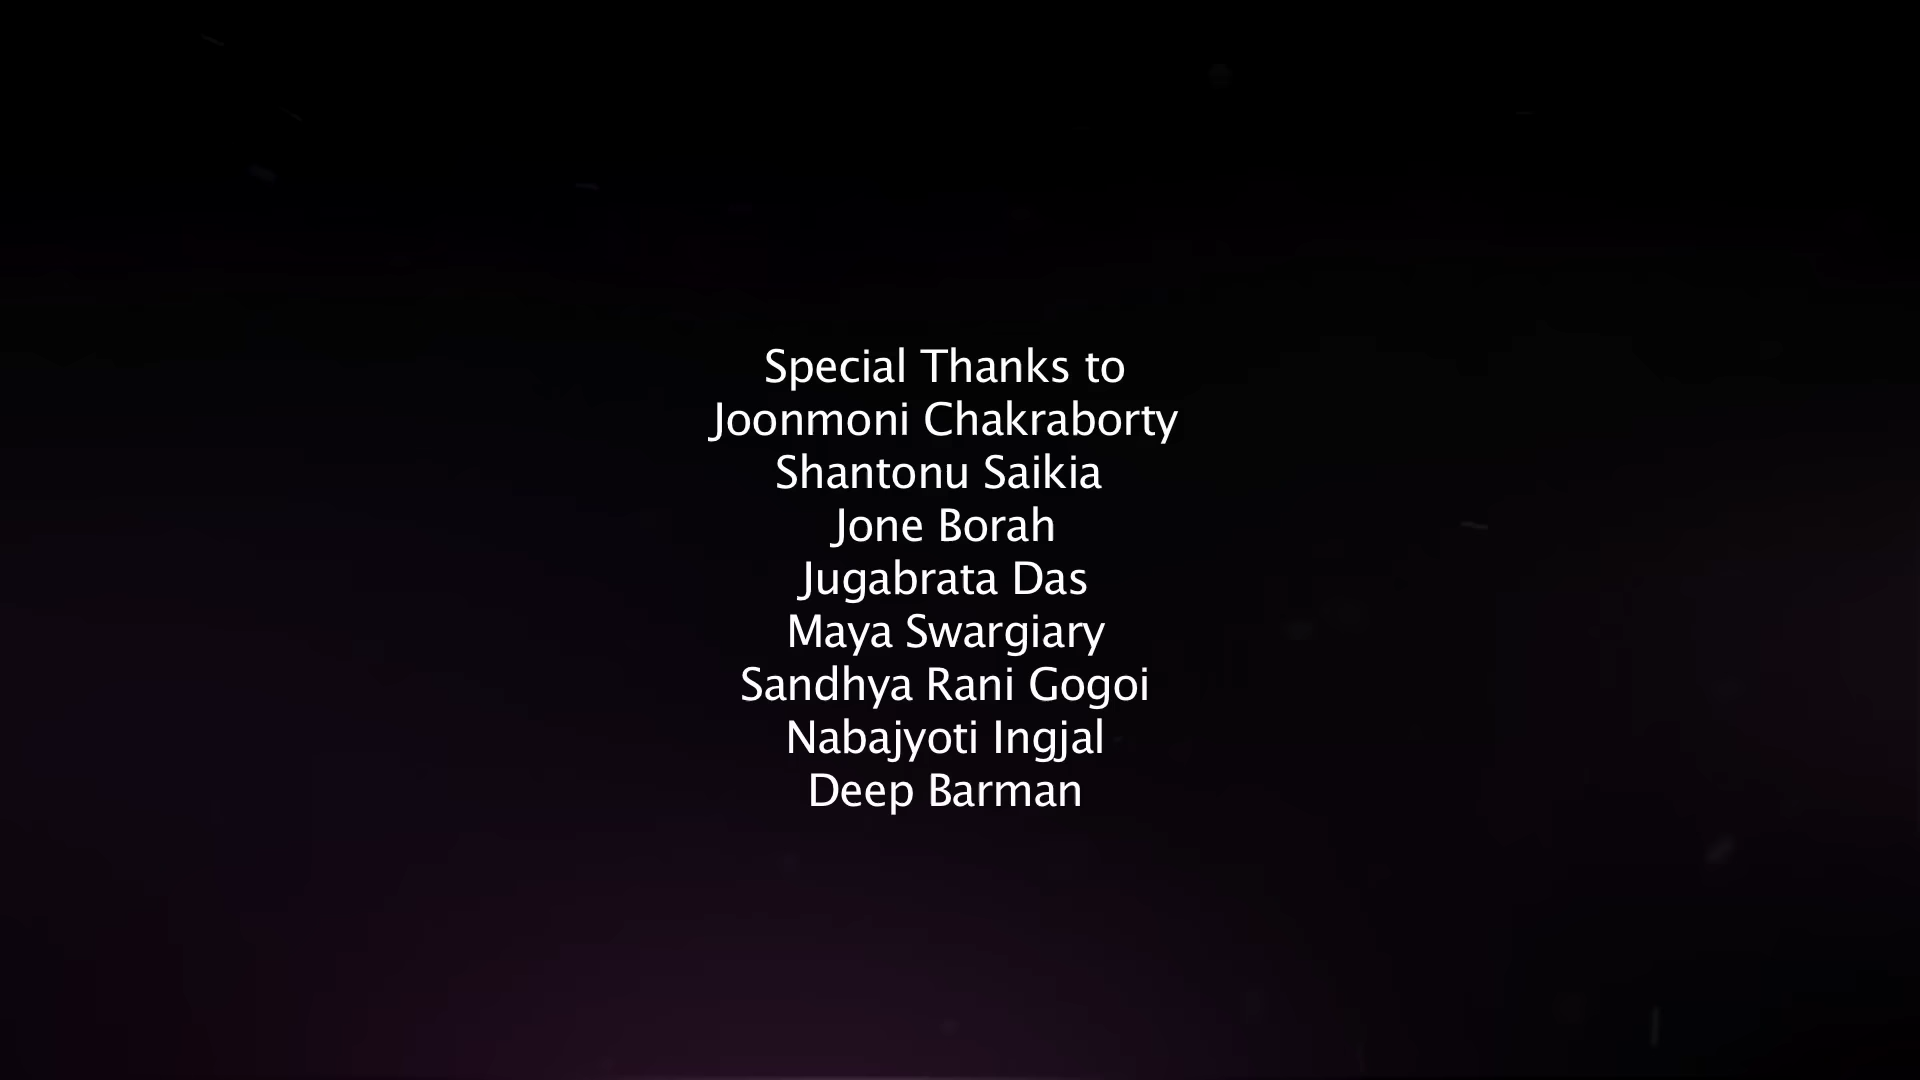 Special Thanks to
Joonmoni Chakraborty
Shantonu Saikia
Jone Borah
Jugabrata Das
Maya Swargiary
Sandhya Rani Gogoi
Nabajyoti Ingjal
Deep Barman